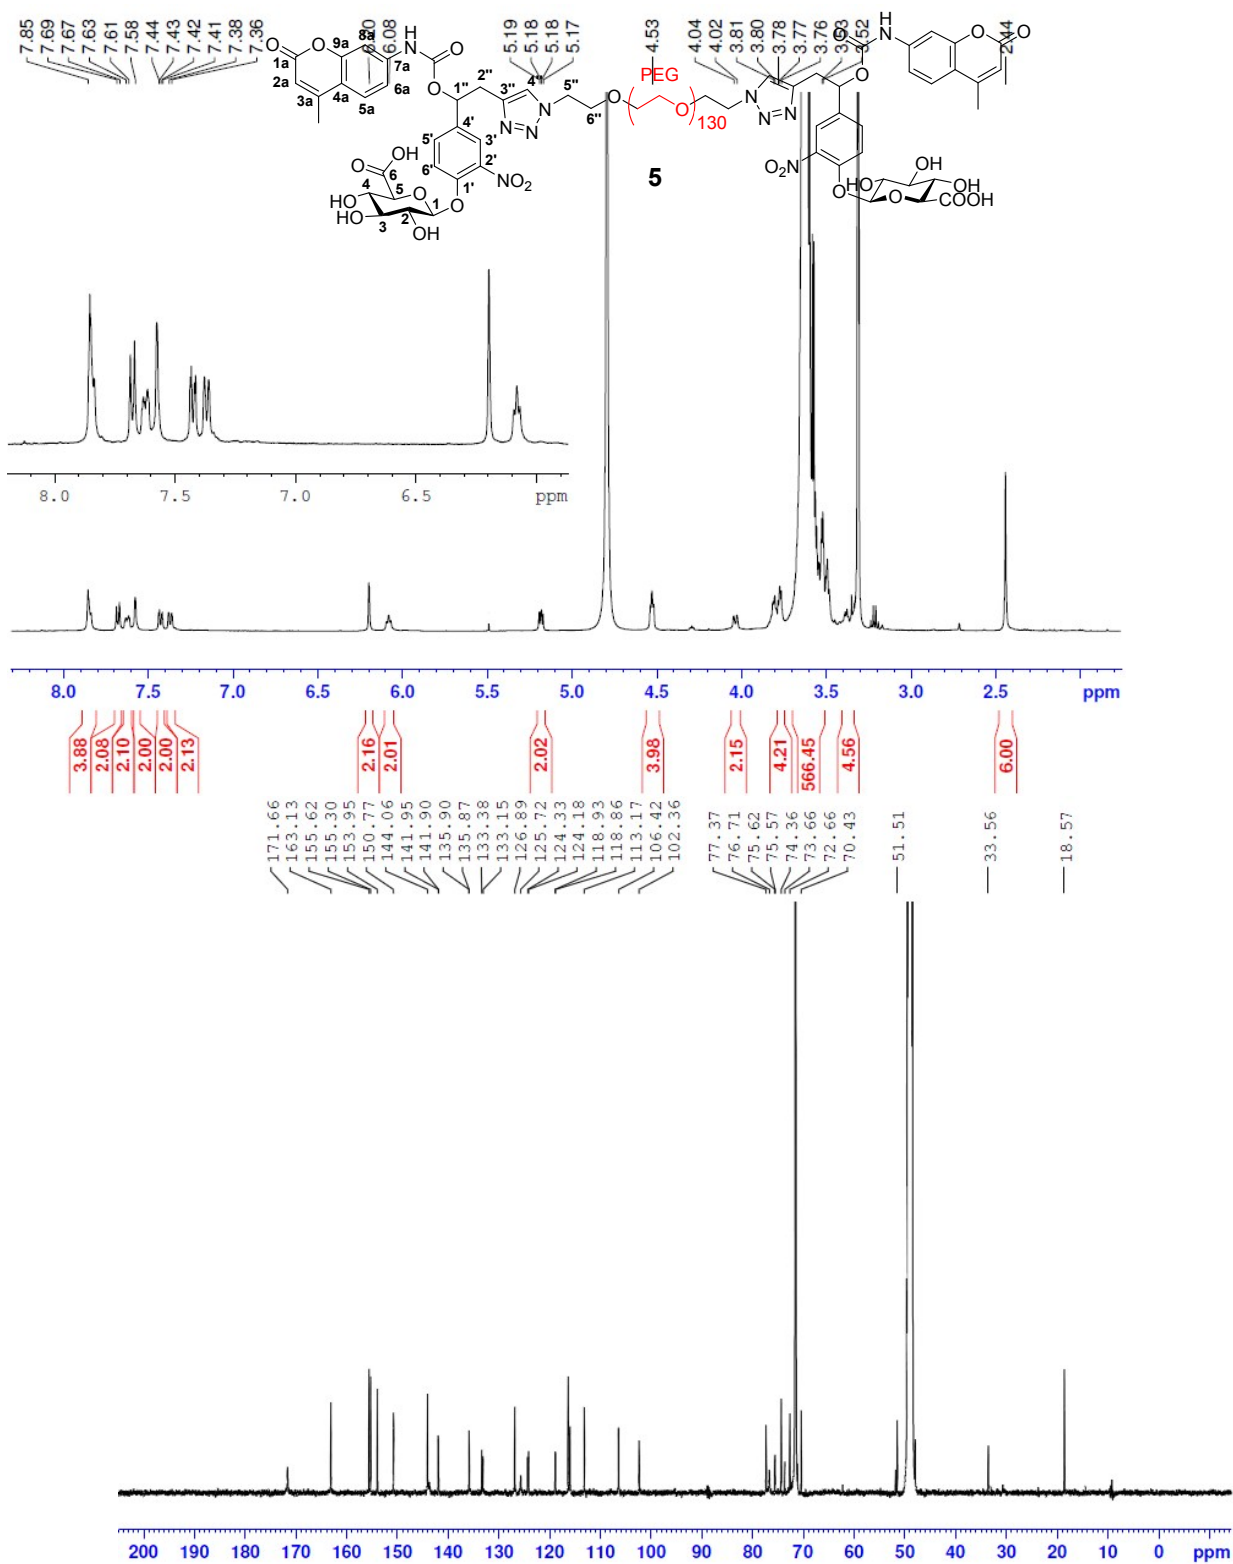 7.85 7.69 7.67 7.63 7.61 7.58 7.44 7.43 7.42 7.41 7.38 7.36 6.08 5.19 5.18 5.18 5.17 4.53 4.04 4.02 3.81 3.80 3.78 3.77 3.76 3.52 2.44
O O 9a 8a NH O O NH O O
1a 7a 2'' 4'' 5'' PEG
2a 3a 4a 5a 6a O 1'' 3'' N O O O N O
4' N N 6'' 130 N N
5' 3'
OH 6' 2' NO2 5 O2N
O 6 1' OH
4 5 O O HO OH
HO HO 3 2 1 O O O COOH
OH
8.0 7.5 7.0 6.5 ppm
8.0 7.5 7.0 6.5 6.0 5.5 5.0 4.5 4.0 3.5 3.0 2.5 ppm
3.88 2.08 2.10 2.00 2.00 2.13 2.16 2.01 2.02 3.98 2.15 4.21 566.45 4.56 6.00
171.66 163.13 155.62 155.30 153.95 150.77 144.06 141.95 141.90 135.90 135.87 133.38 133.15 126.89 125.72 124.33 124.18 118.93 118.86 113.17 106.42 102.36 77.37 76.71 75.62 75.57 74.36 73.66 72.66 70.43 51.51 33.56 18.57
200 190 180 170 160 150 140 130 120 110 100 90 80 70 60 50 40 30 20 10 0 ppm